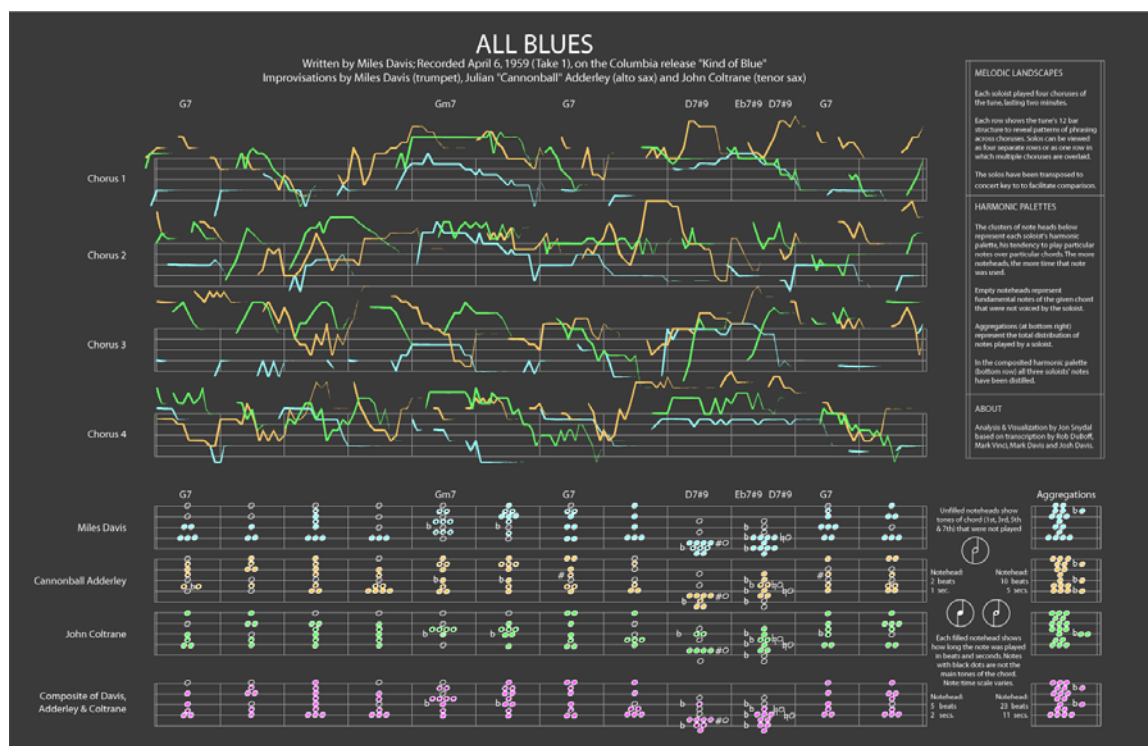 ALL BLUES
Written by Miles Davis; Recorded April 6, 1959 (Take 1), on the Columbia release "Kind of Blue"
Improvisations by Miles Davis (trumpet), Julian "Cannonball" Adderley (alto sax) and John Coltrane (tenor sax)
G7 Gm7 G7 D7#9 Eb7#9 D7#9 G7
Chorus 1
Chorus 2
Chorus 3
Chorus 4
MELODIC LANDSCAPES
Each soloist played four choruses of
the tune, lasting two minutes.
Each row shows the tune's 12 bar
structure to reveal patterns of phrasing
across choruses. Solos can be viewed
as four separate rows or as one row in
which multiple choruses are overlaid.
The solos have been transposed to
concert key to to facilitate comparison.
HARMONIC PALETTES
The clusters of note heads below
represent each soloist's harmonic
palette, his tendency to play particular
notes over particular chords. The more
noteheads, the more time that note
was used.
Empty noteheads represent
fundamental notes of the given chord
that were not voiced by the soloist.
Aggregations (at bottom right)
represent the total distribution of
notes played by a soloist.
In the composited harmonic palette
(bottom row) all three soloists' notes
have been distilled.
ABOUT
Analysis & Visualization by Jon Snydal
based on transcription by Rob DuBoff,
Mark Vinci, Mark Davis and Josh Davis.
G7 Gm7 G7 D7#9 Eb7#9 D7#9 G7
Aggregations
Miles Davis
Cannonball Adderley
John Coltrane
Composite of Davis,
Adderley & Coltrane
Unfilled noteheads show
tones of chord (1st, 3rd, 5th
& 7th) that were not played
Notehead: Notehead:
2 beats 10 beats
1 sec. 5 sec.
Each filled notehead shows
how long the note was played
in beats and seconds. Notes
with black dots are not the
main tones of the chord.
Note time scale varies.
Notehead: Notehead:
5 beats 23 beats
2 secs. 11 secs.